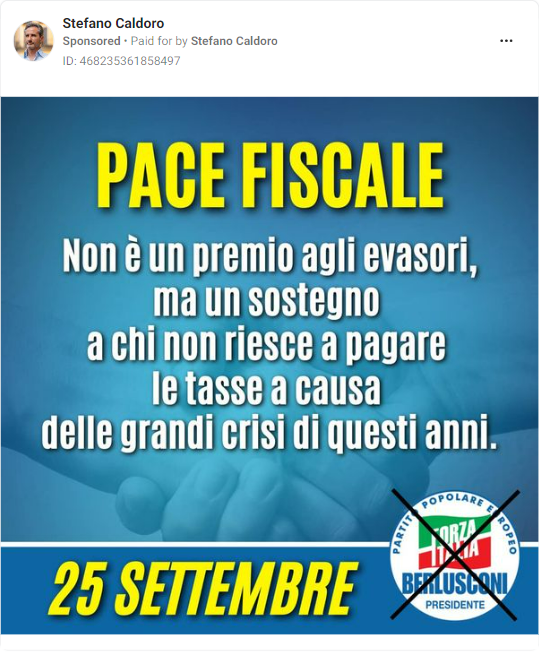 Stefano Caldoro
Sponsored • Paid for by Stefano Caldoro
ID: 468235361858497
PACE FISCALE
Non è un premio agli evasori,
ma un sostegno
a chi non riesce a pagare
le tasse a causa
delle grandi crisi di questi anni.
25 SETTEMBRE
PARTITO POPOLARE EUROPEO
FORZA
ITALIA
BERLUSCONI
PRESIDENTE